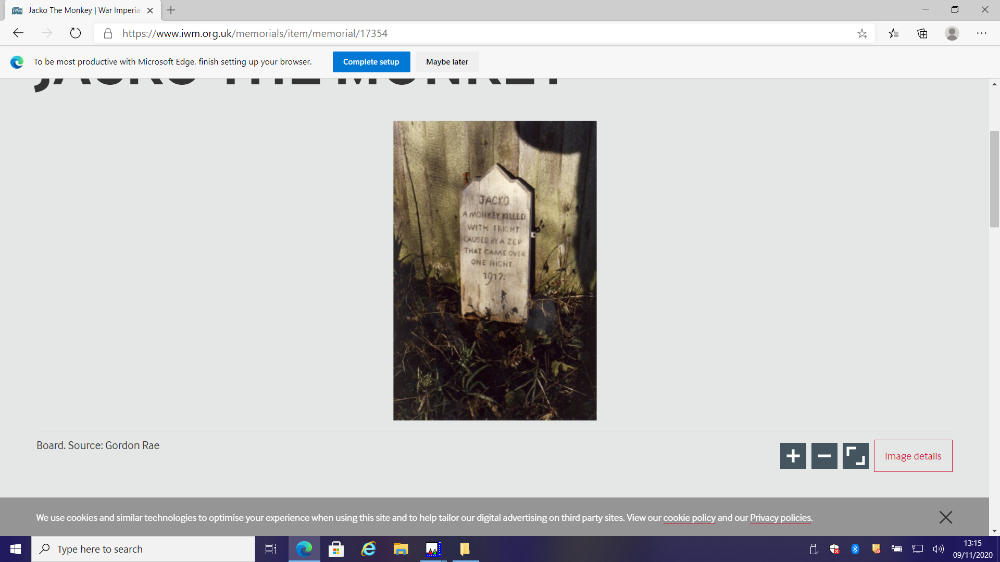 Jacko The Monkey | War Imperia
https://www.iwm.org.uk/memorials/item/memorial/17354
To be most productive with Microsoft Edge, finish setting up your browser.
Complete setup
Maybe later
JACKO THE MONKEY
JACKO
A MONKEY KILLED
WITH FRIGHT
CAUSED BY A ZEP
THAT CAME OVER
ONE NIGHT
1917.
Board. Source: Gordon Rae
Image details
We use cookies and similar technologies to optimise your experience when using this site and to help tailor our digital advertising on third party sites. View our cookie policy and our Privacy policies.
Type here to search
13:15
09/11/2020